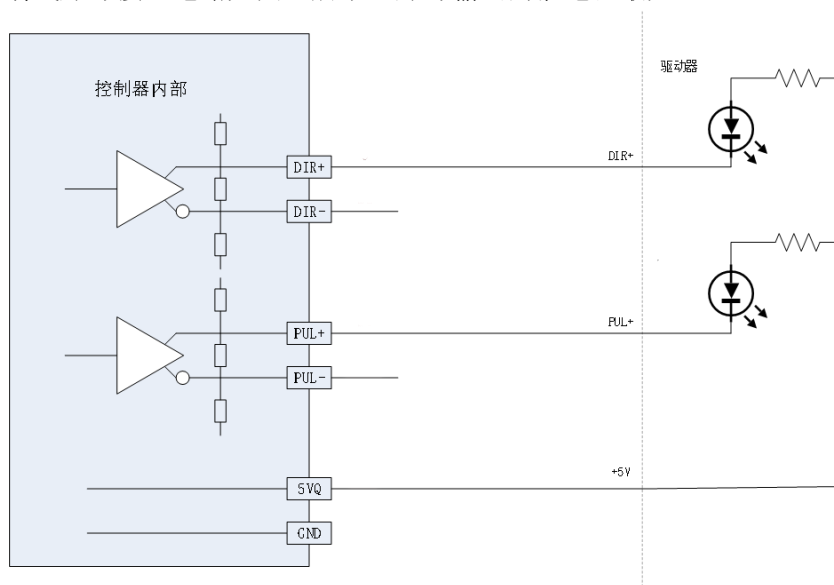 控制器内部
驱动器
DIR+
DIR+
DIR-
PUL+
PUL+
PUL-
+5V
5VQ
GND